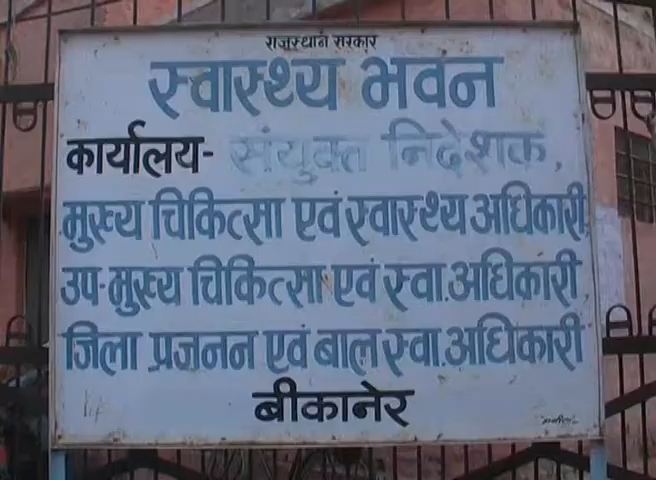 राजस्थान सरकार
स्वास्थ्य भवन
कार्यालय- संयुक्त निदेशक,
मुख्य चिकित्सा एवं स्वास्थ्य अधिकारी,
उप-मुख्य चिकित्सा एवं स्वा.अधिकारी,
जिला प्रजनन एवं बाल स्वा.अधिकारी
बीकानेर